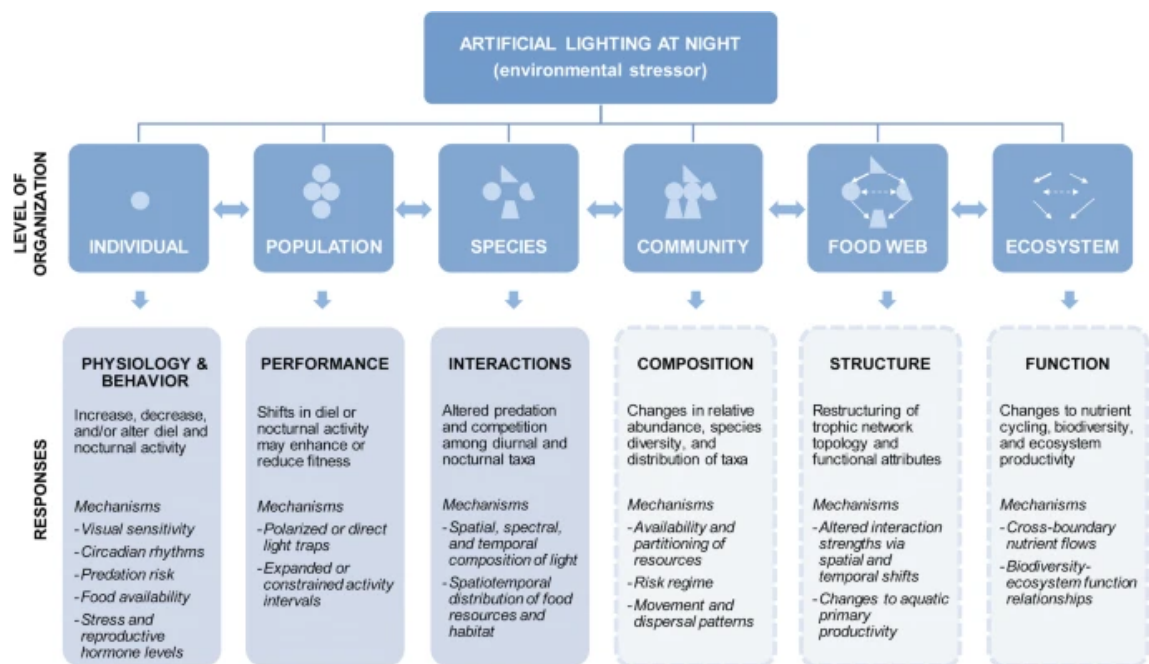 ARTIFICIAL LIGHTING AT NIGHT
(environmental stressor)
LEVEL OF
ORGANIZATION
INDIVIDUAL
POPULATION
SPECIES
COMMUNITY
FOOD WEB
ECOSYSTEM
RESPONSES
PHYSIOLOGY &
BEHAVIOR
Increase, decrease,
and/or alter diel and
nocturnal activity
Mechanisms
- Visual sensitivity
- Circadian rhythms
- Predation risk
- Food availability
- Stress and
reproductive
hormone levels
PERFORMANCE
Shifts in diel or
nocturnal activity
may enhance or
reduce fitness
Mechanisms
- Polarized or direct
light traps
- Expanded or
constrained activity
intervals
INTERACTIONS
Altered predation
and competition
among diurnal and
nocturnal taxa
Mechanisms
- Spatial, spectral,
and temporal
composition of light
- Spatiotemporal
distribution of food
resources and
habitat
COMPOSITION
Changes in relative
abundance, species
diversity, and
distribution of taxa
Mechanisms
- Availability and
partitioning of
resources
- Risk regime
- Movement and
dispersal patterns
STRUCTURE
Restructuring of
trophic network
topology and
functional attributes
Mechanisms
- Altered interaction
strengths via
spatial and
temporal shifts
- Changes to aquatic
primary
productivity
FUNCTION
Changes to nutrient
cycling, biodiversity,
and ecosystem
productivity
Mechanisms
- Cross-boundary
nutrient flows
- Biodiversity-
ecosystem function
relationships